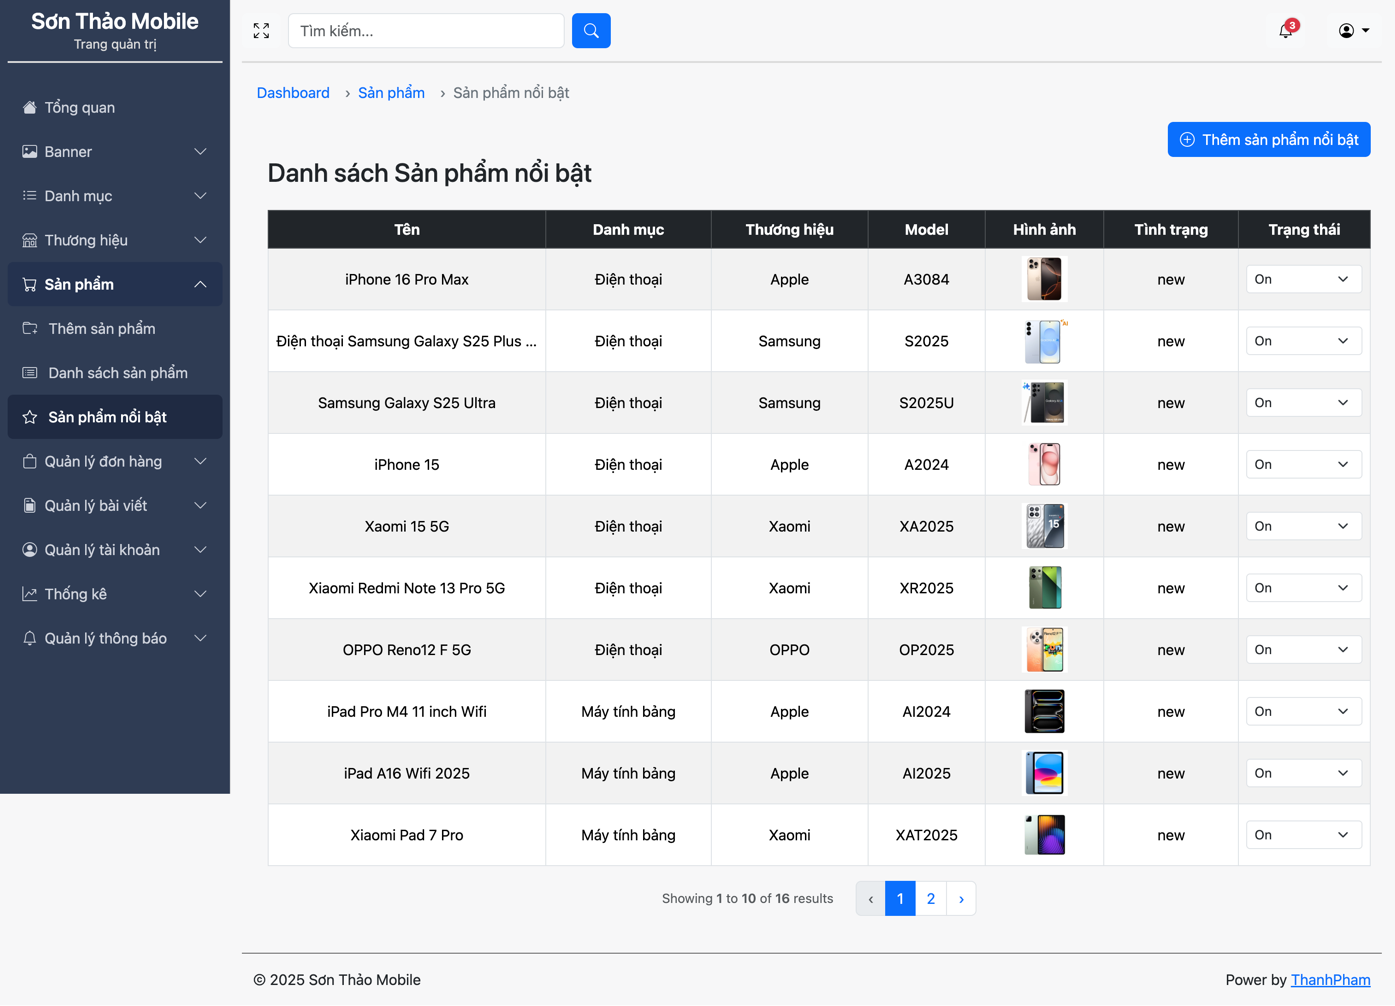 Sơn Thảo Mobile
Trang quản trị
Tổng quan
Banner
Danh mục
Thương hiệu
Sản phẩm
Thêm sản phẩm
Danh sách sản phẩm
Sản phẩm nổi bật
Quản lý đơn hàng
Quản lý bài viết
Quản lý tài khoản
Thống kê
Quản lý thông báo
Tìm kiếm...
3
Dashboard › Sản phẩm › Sản phẩm nổi bật
Thêm sản phẩm nổi bật
Danh sách Sản phẩm nổi bật
Tên Danh mục Thương hiệu Model Hình ảnh Tình trạng Trạng thái
iPhone 16 Pro Max Điện thoại Apple A3084 new On
Điện thoại Samsung Galaxy S25 Plus ... Điện thoại Samsung S2025 new On
Samsung Galaxy S25 Ultra Điện thoại Samsung S2025U new On
iPhone 15 Điện thoại Apple A2024 new On
Xaomi 15 5G Điện thoại Xaomi XA2025 15 new On
Xiaomi Redmi Note 13 Pro 5G Điện thoại Xaomi XR2025 new On
OPPO Reno12 F 5G Điện thoại OPPO OP2025 new On
iPad Pro M4 11 inch Wifi Máy tính bảng Apple AI2024 new On
iPad A16 Wifi 2025 Máy tính bảng Apple AI2025 new On
Xiaomi Pad 7 Pro Máy tính bảng Xaomi XAT2025 new On
Showing 1 to 10 of 16 results ‹ 1 2 ›
© 2025 Sơn Thảo Mobile
Power by ThanhPham